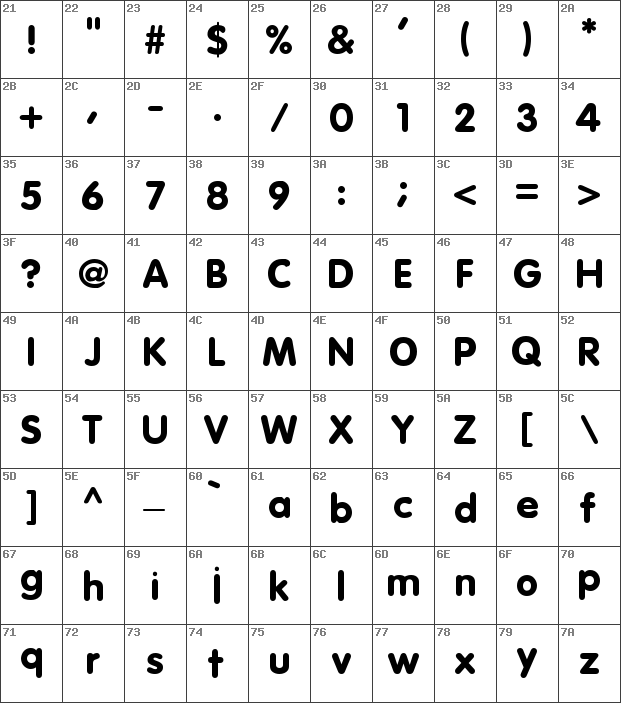 21 22 23 24 25 26 27 28 29 2A
! " # $ % & ' ( ) *
2B 2C 2D 2E 2F 30 31 32 33 34
+ , - . / 0 1 2 3 4
35 36 37 38 39 3A 3B 3C 3D 3E
5 6 7 8 9 : ; < = >
3F 40 41 42 43 44 45 46 47 48
? @ A B C D E F G H
49 4A 4B 4C 4D 4E 4F 50 51 52
I J K L M N O P Q R
53 54 55 56 57 58 59 5A 5B 5C
S T U V W X Y Z [ \
5D 5E 5F 60 61 62 63 64 65 66
] ^ _ ` a b c d e f
67 68 69 6A 6B 6C 6D 6E 6F 70
g h i j k l m n o p
71 72 73 74 75 76 77 78 79 7A
q r s t u v w x y z